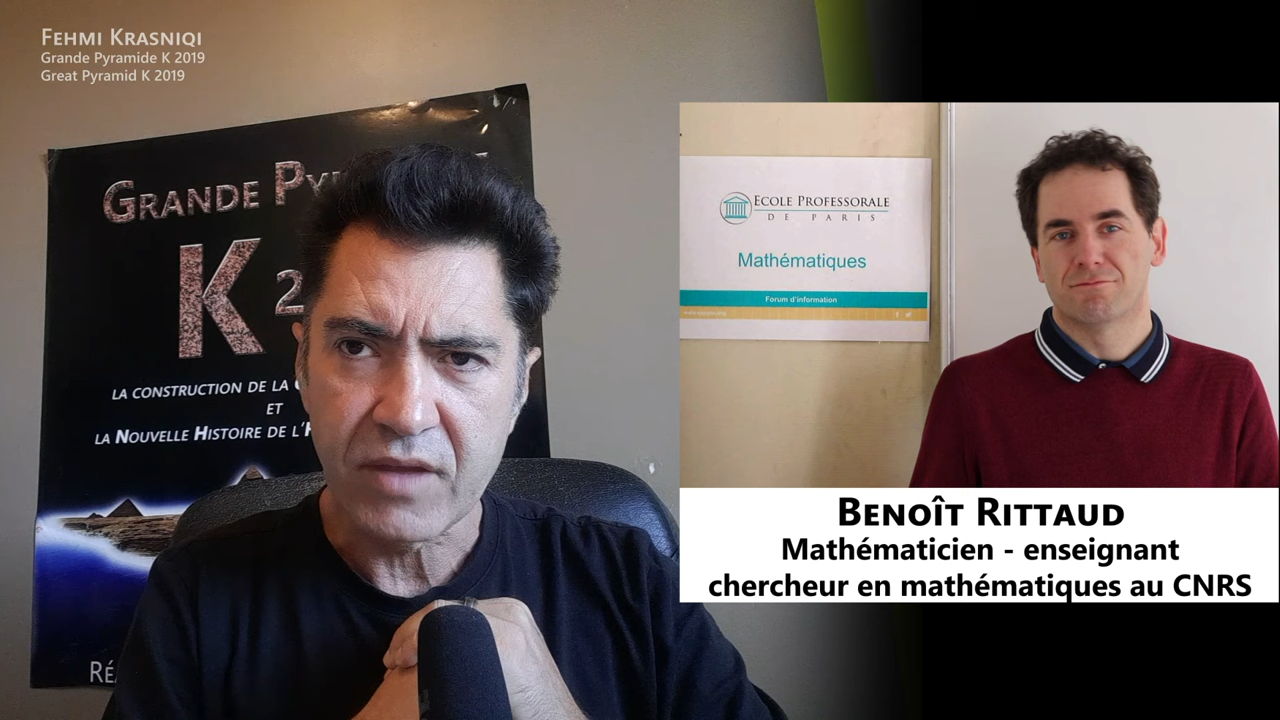 Fehmi Krasniqi
Grande Pyramide K 2019
Great Pyramid K 2019
Grande
K 2
la construction de la
et
la Nouvelle Histoire de l'
Ecole Professorale
de Paris
Mathématiques
Forum d'information
Benoît Rittaud
Mathématicien - enseignant
chercheur en mathématiques au CNRS